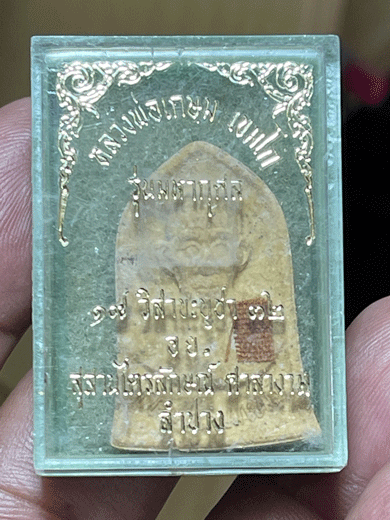 หลวงพ่อเกษม เขมโก
รุ่นมหากุศล
๑๗ วิสาขะบูชา ๓๒
อ ย.
สุสานไตรลักษณ์ ศาลางาม
ลำปาง